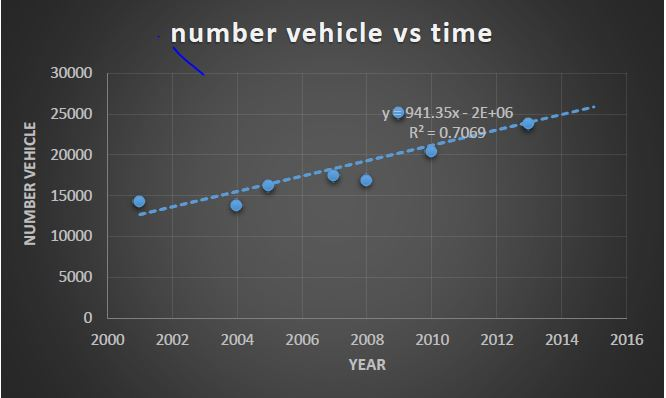 number vehicle vs time
30000
25000
20000
15000
10000
5000
0
NUMBER VEHICLE
y = 941.35x - 2E+06
R² = 0.7069
2000 2002 2004 2006 2008 2010 2012 2014 2016
YEAR